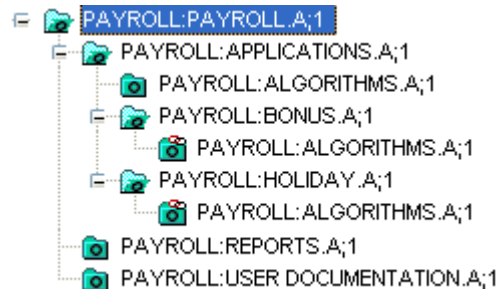 PAYROLL:PAYROLL.A;1
PAYROLL:APPLICATIONS.A;1
PAYROLL:ALGORITHMS.A;1
PAYROLL:BONUS.A;1
PAYROLL:ALGORITHMS.A;1
PAYROLL:HOLIDAY.A;1
PAYROLL:ALGORITHMS.A;1
PAYROLL:REPORTS.A;1
PAYROLL:USER DOCUMENTATION.A;1